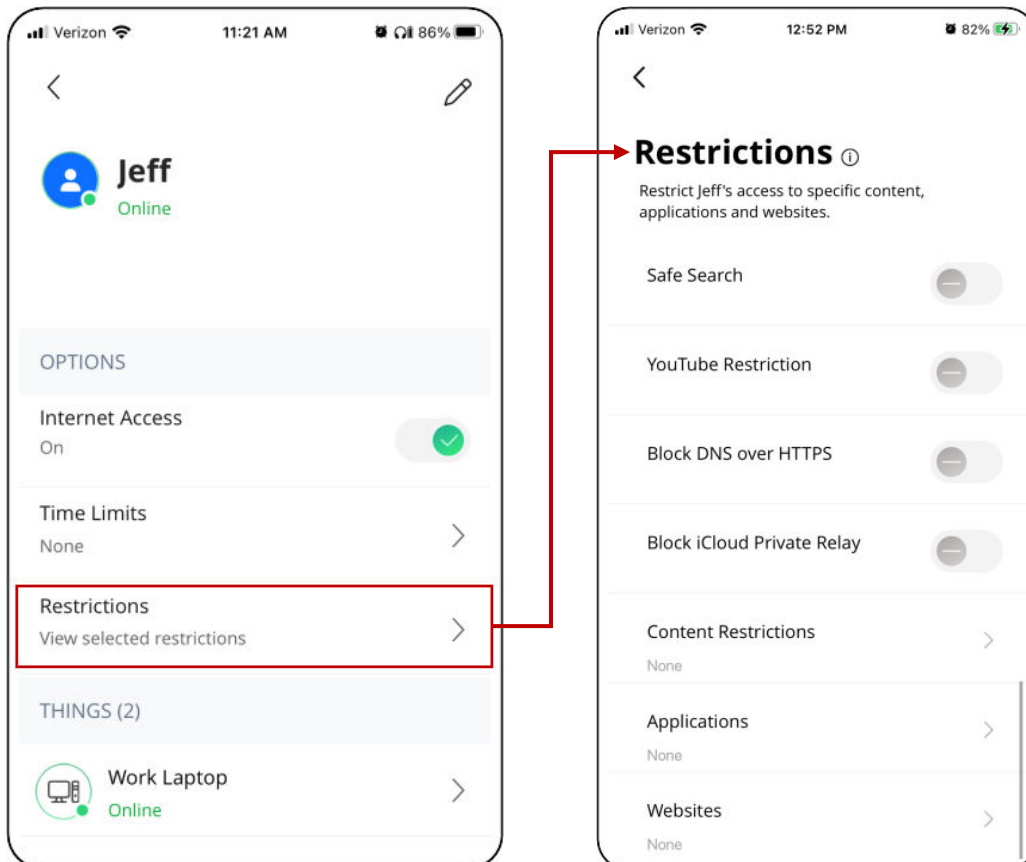 Verizon 11:21 AM 86%
Jeff
Online
OPTIONS
Internet Access
On
Time Limits
None
Restrictions
View selected restrictions
THINGS (2)
Work Laptop
Online
Verizon 12:52 PM 82%
Restrictions
Restrict Jeff's access to specific content,
applications and websites.
Safe Search
YouTube Restriction
Block DNS over HTTPS
Block iCloud Private Relay
Content Restrictions
None
Applications
None
Websites
None